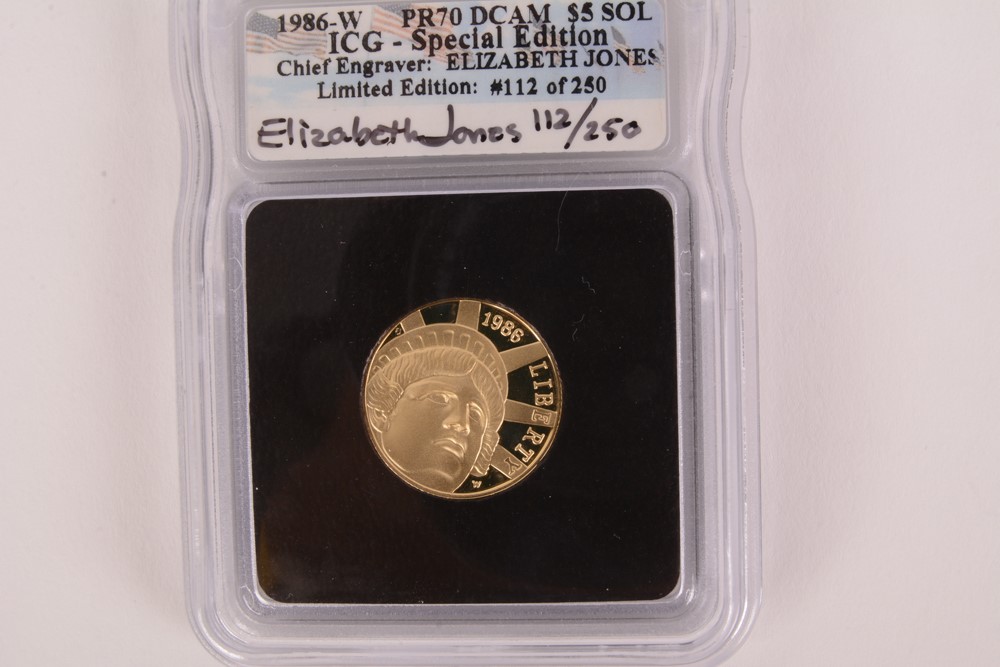 1986-W PR70 DCAM $5 SOL
ICG - Special Edition
Chief Engraver: ELIZABETH JONES
Limited Edition: #112 of 250
Elizabeth Jones 112/250
1986
LIBERTY
W